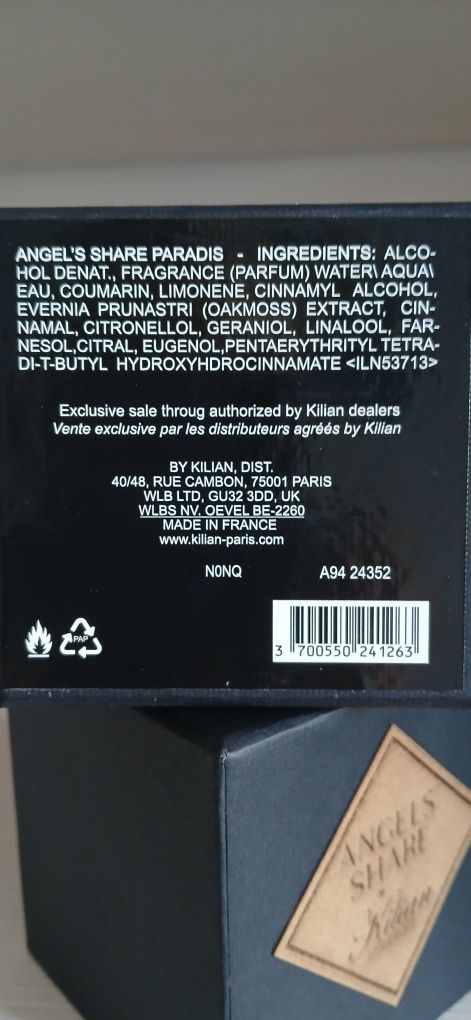 ANGEL'S SHARE PARADIS - INGREDIENTS: ALCO-
HOL DENAT., FRAGRANCE (PARFUM) WATER\ AQUA\
EAU, COUMARIN, LIMONENE, CINNAMYL ALCOHOL,
EVERNIA PRUNASTRI (OAKMOSS) EXTRACT, CIN-
NAMAL, CITRONELLOL, GERANIOL, LINALOOL, FAR-
NESOL,CITRAL, EUGENOL,PENTAERYTHRITYL TETRA-
DI-T-BUTYL HYDROXYHDROCINNAMATE <ILN53713>
Exclusive sale throug authorized by Kilian dealers
Vente exclusive par les distributeurs agréés by Kilian
BY KILIAN, DIST.
40/48, RUE CAMBON, 75001 PARIS
WLB LTD, GU32 3DD, UK
WLBS NV. OEVEL BE-2260
MADE IN FRANCE
www.kilian-paris.com
N0NQ A94 24352
PAP
3 700550 241263
ANGELS
SHARE
Kilian